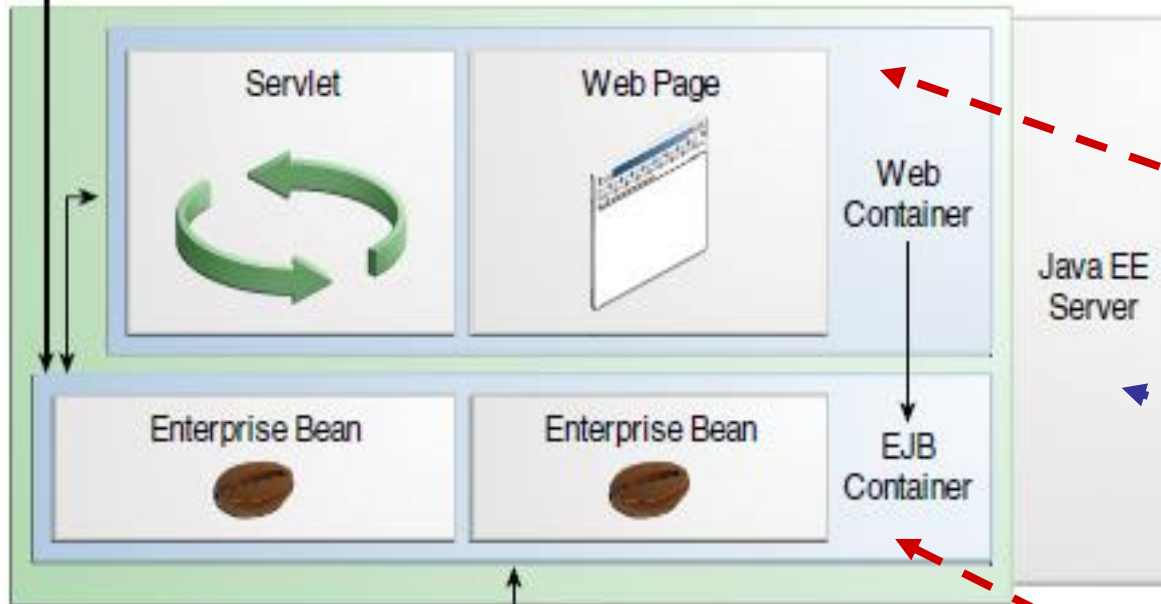 Servlet
Web Page
Web
Container
Java EE
Server
Enterprise Bean
Enterprise Bean
EJB
Container